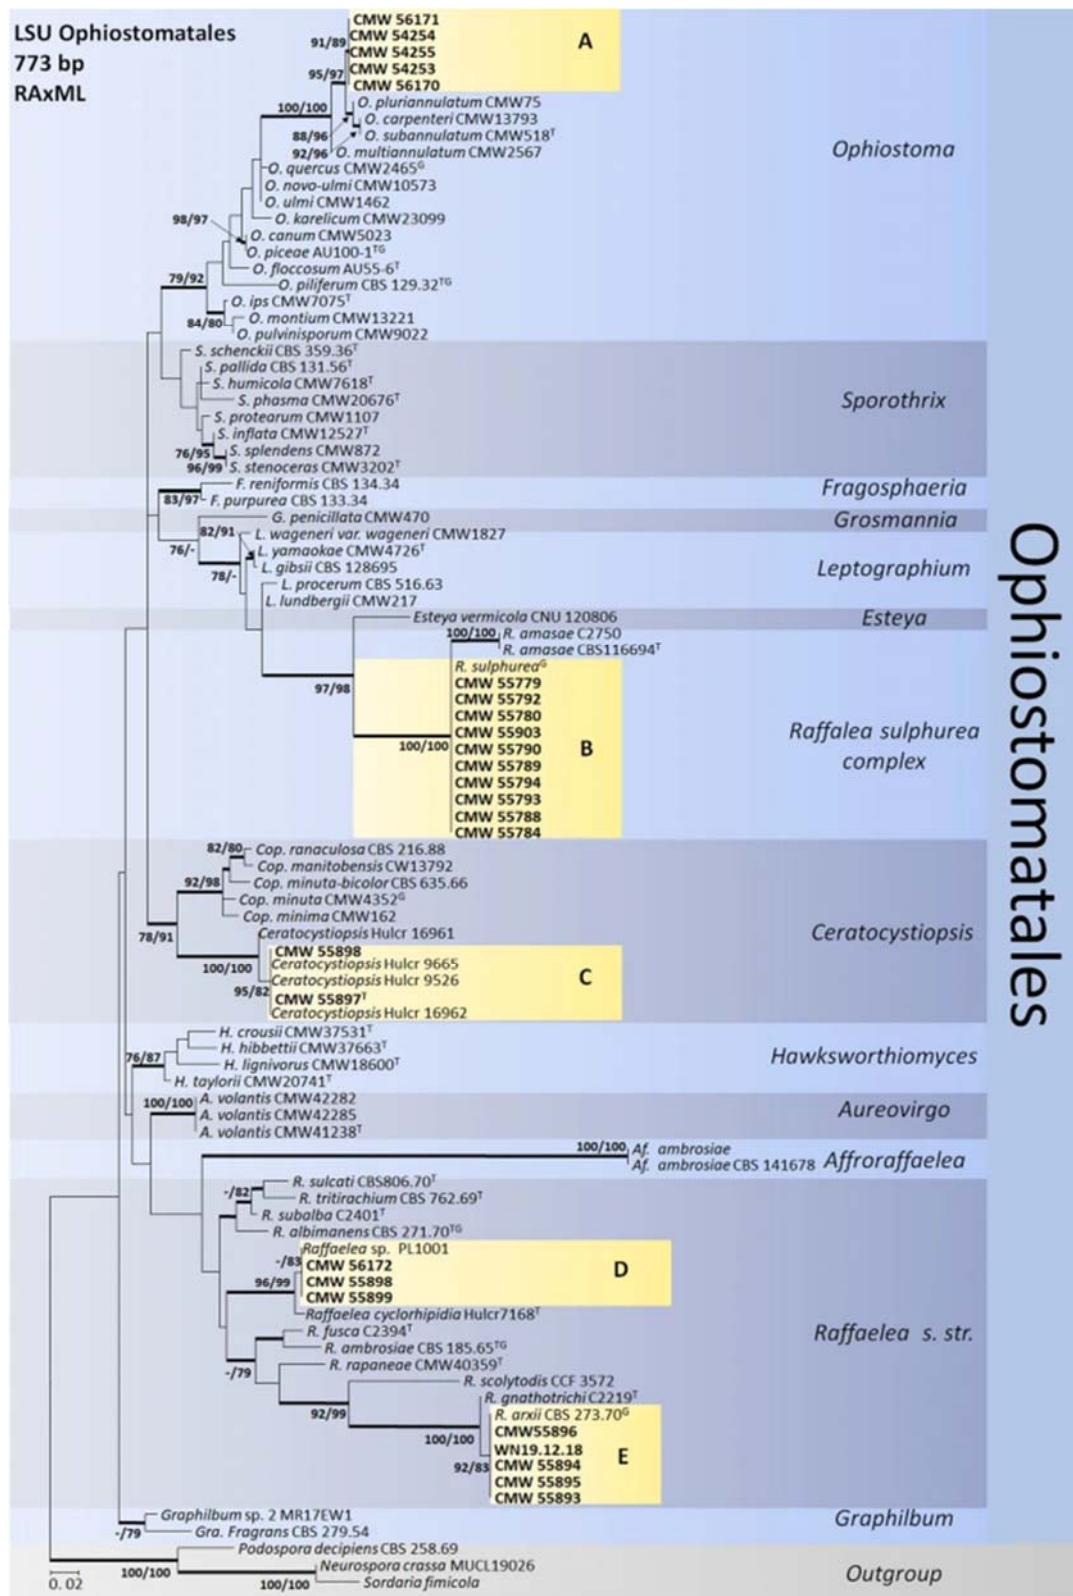 LSU Ophiostomatales
773 bp
RAxML
CMW 56171
CMW 54254
91/89
A
CMW 54255
CMW 54253
95/97
CMW 56170
O. pluriannulatum CMW75
100/100
O. carpenteri CMW13793
88/96
O. subannulatum CMW518T
Ophiostoma
92/96
O. multiannulatum CMW2567
O. quercus CMW2465G
O. novo-ulmi CMW10573
O. ulmi CMW1462
98/97
O. karelicum CMW23099
O. canum CMW5023
O. piceae AU100-1TG
O. floccosum AU55-6T
79/92
O. piliferum CBS 129.32TG
O. ips CMW7075T
O. montium CMW13221
84/80
O. pulvinisporum CMW9022
S. schenckii CBS 359.36T
S. pallida CBS 131.56T
S. humicola CMW7618T
S. phasma CMW20676T
Sporothrix
S. protearum CMW1107
S. inflata CMW12527T
76/95
S. splendens CMW872
96/99
S. stenoceras CMW3202T
F. reniformis CBS 134.34
Fragosphaeria
83/97
F. purpurea CBS 133.34
G. penicillata CMW470
Grosmannia
82/91
L. wageneri var. wageneri CMW1827
76/-
L. yamaokae CMW4726T
L. gibsii CBS 128695
Leptographium
78/-
L. procerum CBS 516.63
L. lundbergii CMW217
Esteya vermicola CNU 120806
Esteya
100/100
R. amasae C2750
R. amasae CBS116694T
R. sulphureaG
97/98
CMW 55779
CMW 55792
CMW 55780
CMW 55903
Raffalea sulphurea
complex
100/100
CMW 55790
B
CMW 55789
CMW 55794
CMW 55793
CMW 55788
CMW 55784
82/80
Cop. ranaculosa CBS 216.88
Cop. manitobensis CW13792
92/98
Cop. minuta-bicolor CBS 635.66
Cop. minuta CMW4352G
Cop. minima CMW162
78/91
Ceratocystiopsis Hulcr 16961
Ceratocystiopsis
CMW 55898
100/100
Ceratocystiopsis Hulcr 9665
C
Ceratocystiopsis Hulcr 9526
95/82
CMW 55897T
Ceratocystiopsis Hulcr 16962
H. crousii CMW37531T
H. hibbettii CMW37663T
Hawksworthiomyces
76/87
H. lignivorus CMW18600T
H. taylorii CMW20741T
100/100
A. volantis CMW42282
A. volantis CMW42285
Aureovirgo
A. volantis CMW41238T
100/100
Af. ambrosiae
Af. ambrosiae CBS 141678
Affroraffaelea
R. sulcati CBS806.70T
-/82
R. tritirachium CBS 762.69T
R. subalba C2401T
R. albimanens CBS 271.70TG
Raffaelea sp. PL1001
-/83
CMW 56172
D
96/99
CMW 55898
CMW 55899
Raffaelea cyclorhipidia Hulcr7168T
R. fusca C2394T
Raffaelea s. str.
R. ambrosiae CBS 185.65TG
-/79
R. rapaneae CMW40359T
R. scolytodis CCF 3572
R. gnathotrichi C2219T
92/99
R. arxii CBS 273.70G
CMW55896
100/100
WN19.12.18
E
92/83
CMW 55894
CMW 55895
CMW 55893
Graphilbum sp. 2 MR17EW1
Graphilbum
-/79
Gra. Fragrans CBS 279.54
Podospora decipiens CBS 258.69
100/100
Neurospora crassa MUCL19026
Outgroup
100/100
Sordaria fimicola
0. 02
Ophiostomatales